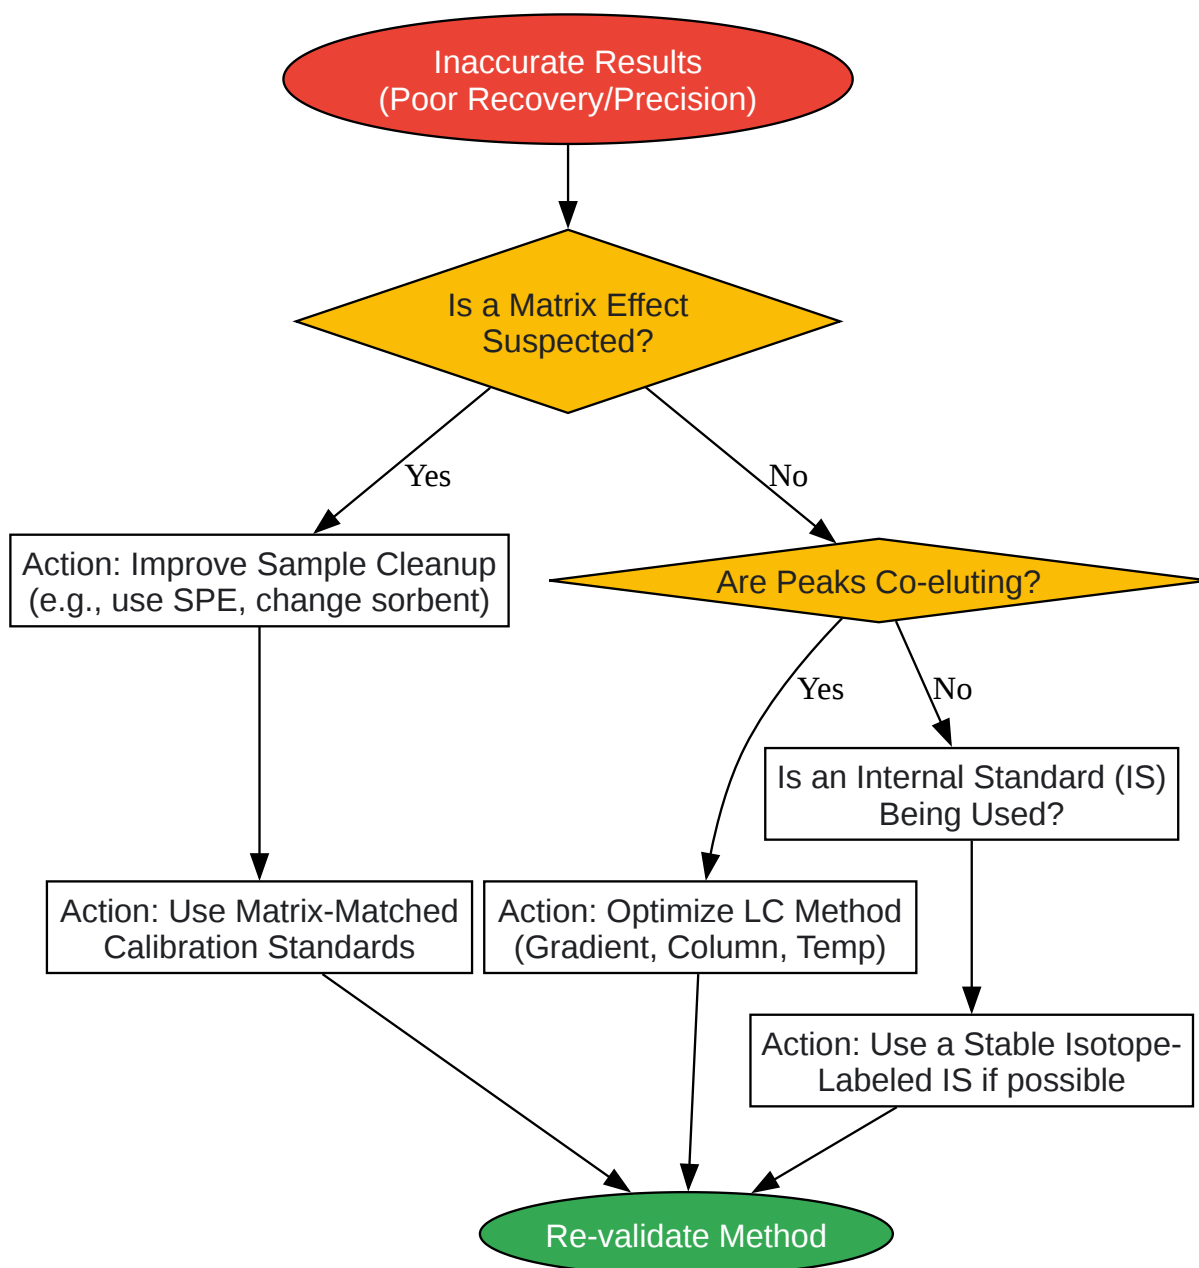 Inaccurate Results
(Poor Recovery/Precision)
Is a Matrix Effect
Suspected?
Yes
No
Action: Improve Sample Cleanup
(e.g., use SPE, change sorbent)
Are Peaks Co-eluting?
Yes
No
Is an Internal Standard (IS)
Being Used?
Action: Use Matrix-Matched
Calibration Standards
Action: Optimize LC Method
(Gradient, Column, Temp)
Action: Use a Stable Isotope-
Labeled IS if possible
Re-validate Method